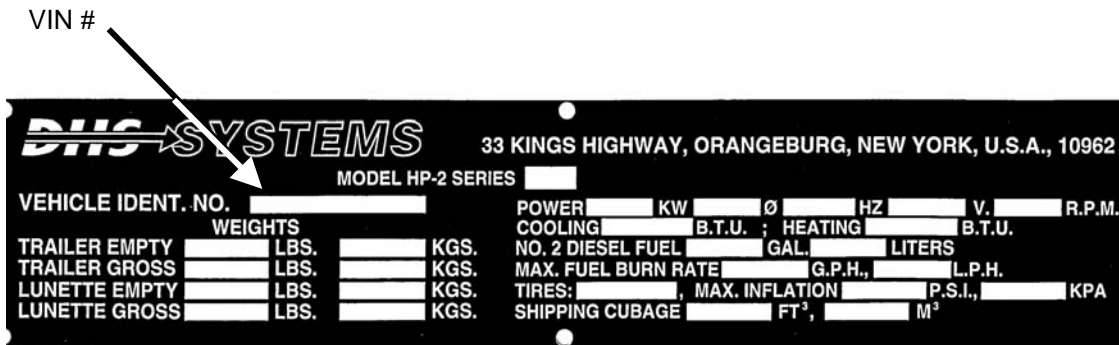 VIN #
DHS SYSTEMS
33 KINGS HIGHWAY, ORANGEBURG, NEW YORK, U.S.A., 10962
MODEL HP-2 SERIES
VEHICLE IDENT. NO.
WEIGHTS
TRAILER EMPTY LBS. KGS.
TRAILER GROSS LBS. KGS.
LUNETTE EMPTY LBS. KGS.
LUNETTE GROSS LBS. KGS.
POWER KW Ø HZ V. R.P.M.
COOLING B.T.U. ; HEATING B.T.U.
NO. 2 DIESEL FUEL GAL. LITERS
MAX. FUEL BURN RATE G.P.H., L.P.H.
TIRES: , MAX. INFLATION P.S.I., KPA
SHIPPING CUBAGE FT³, M³